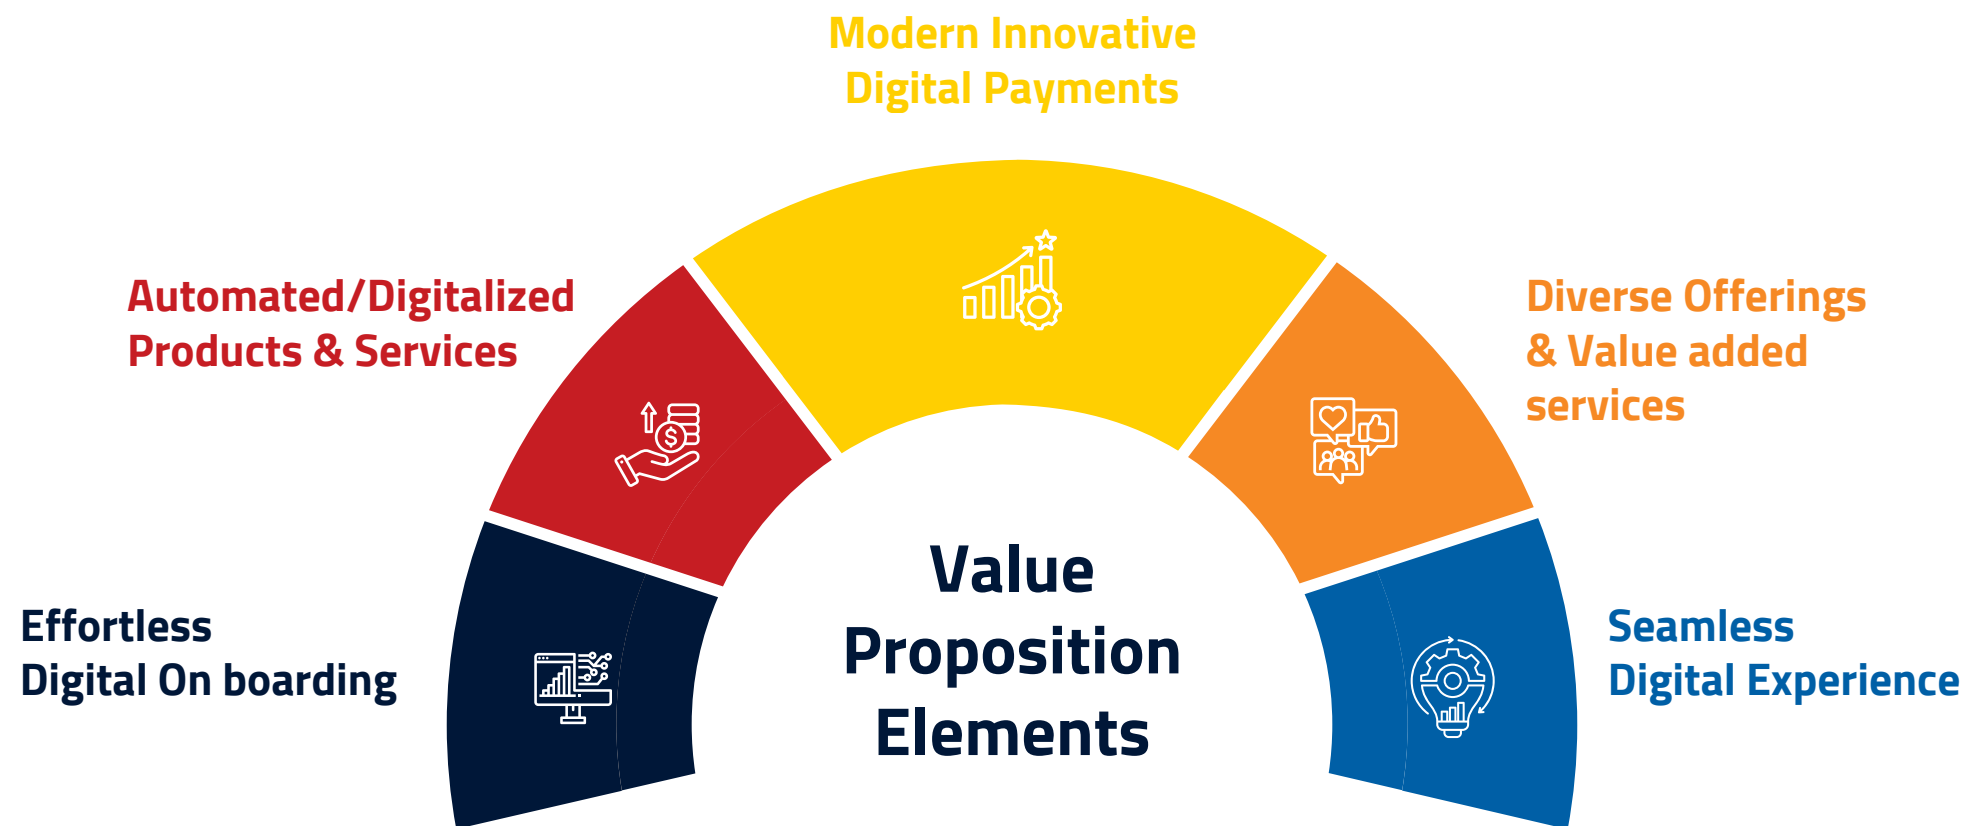 Modern Innovative
Digital Payments
Automated/Digitalized
Products & Services
Diverse Offerings
& Value added
services
Effortless
Digital On boarding
Value
Proposition
Elements
Seamless
Digital Experience
$